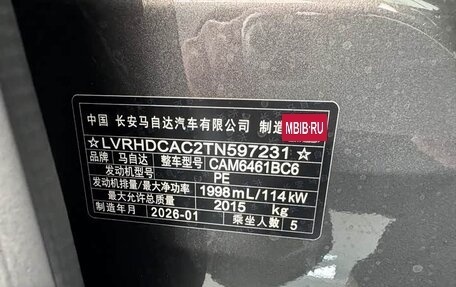 中国 长安马自达汽车有限公司 制造
MBIB.RU
☆LVRHDCAC2TN597231☆
品牌 马自达 整车型号 CAM6461BC6
发动机型号 PE
发动机排量/最大净功率 1998mL/114kW
最大允许总质量 2015 kg
制造年月 2026-01 乘坐人数 5